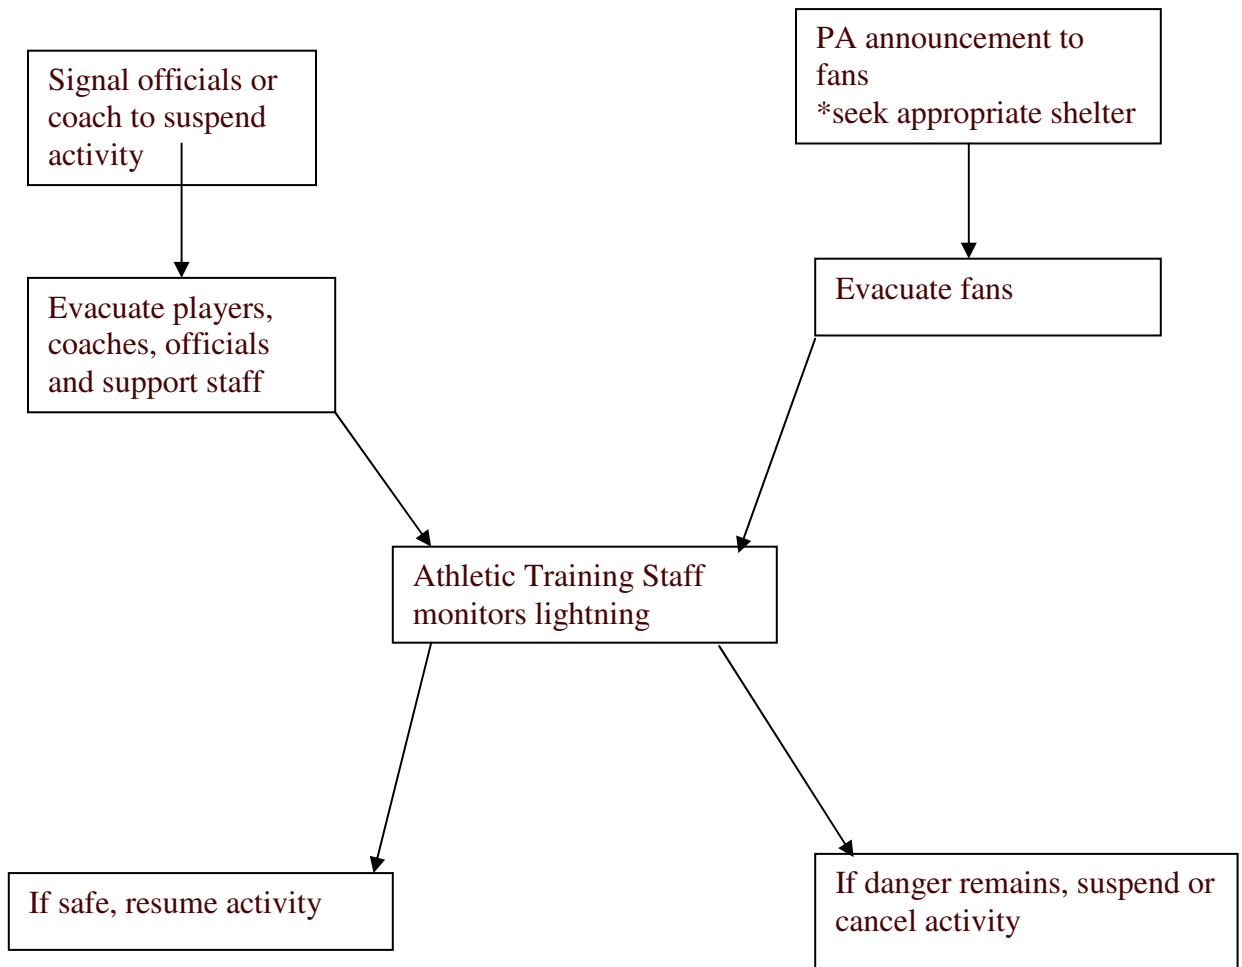 PA announcement to
fans
*seek appropriate shelter
Signal officials or
coach to suspend
activity
Evacuate fans
Evacuate players,
coaches, officials
and support staff
Athletic Training Staff
monitors lightning
If safe, resume activity
If danger remains, suspend or
cancel activity